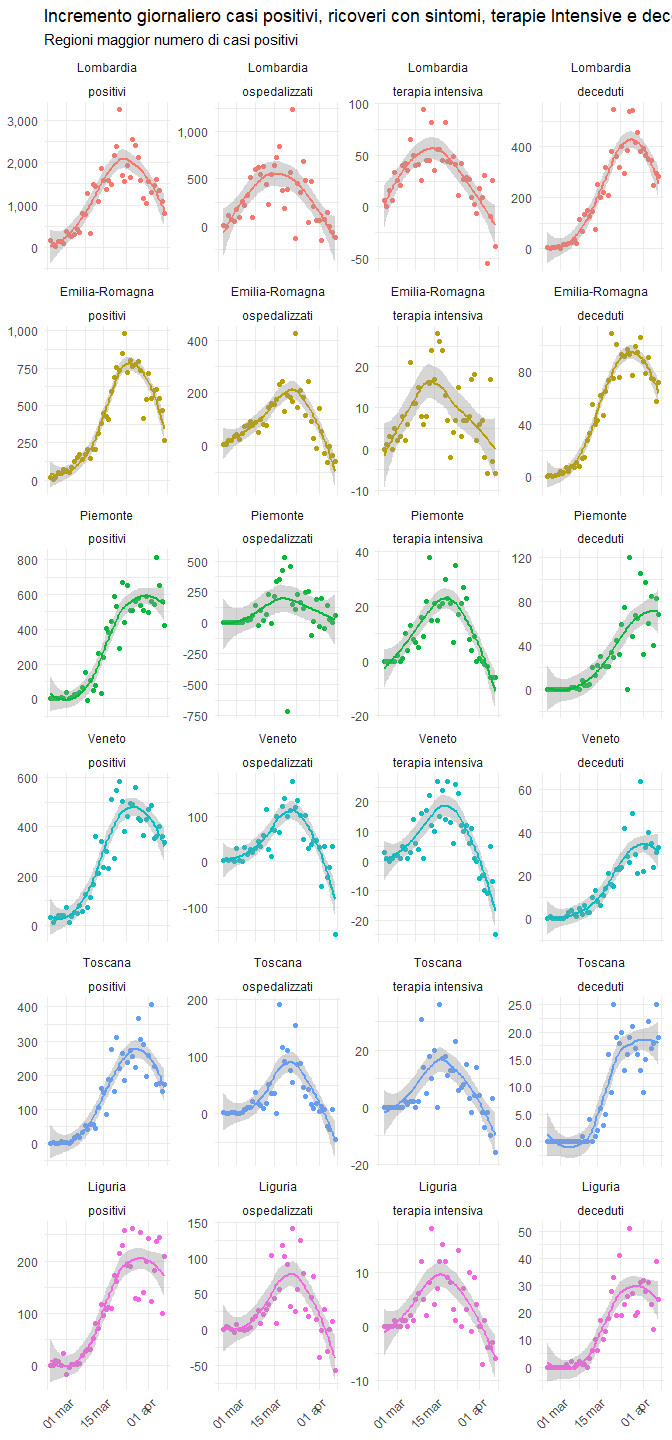 Incremento giornaliero casi positivi, ricoveri con sintomi, terapie Intensive e dec
Regioni maggior numero di casi positivi
Lombardia Lombardia Lombardia Lombardia
positivi ospedalizzati terapia intensiva deceduti
3,000 2,000 1,000 0
1,000 500 0
100 50 0 -50
400 200 0
Emilia-Romagna Emilia-Romagna Emilia-Romagna Emilia-Romagna
positivi ospedalizzati terapia intensiva deceduti
1,000 750 500 250 0
400 200 0
20 10 0 -10
80 40 0
Piemonte Piemonte Piemonte Piemonte
positivi ospedalizzati terapia intensiva deceduti
800 600 400 200 0
500 250 0 -250 -500 -750
40 20 0 -20
120 80 40 0
Veneto Veneto Veneto Veneto
positivi ospedalizzati terapia intensiva deceduti
600 400 200 0
100 0 -100
20 10 0 -10 -20
60 40 20 0
Toscana Toscana Toscana Toscana
positivi ospedalizzati terapia intensiva deceduti
400 300 200 100 0
200 100 0
20 0 -20
25.0 20.0 15.0 10.0 5.0 0.0
Liguria Liguria Liguria Liguria
positivi ospedalizzati terapia intensiva deceduti
200 100 0
150 100 50 0 -50
10 0 -10
50 40 30 20 10 0
01 mar 15 mar 01 apr 01 mar 15 mar 01 apr 01 mar 15 mar 01 apr 01 mar 15 mar 01 apr